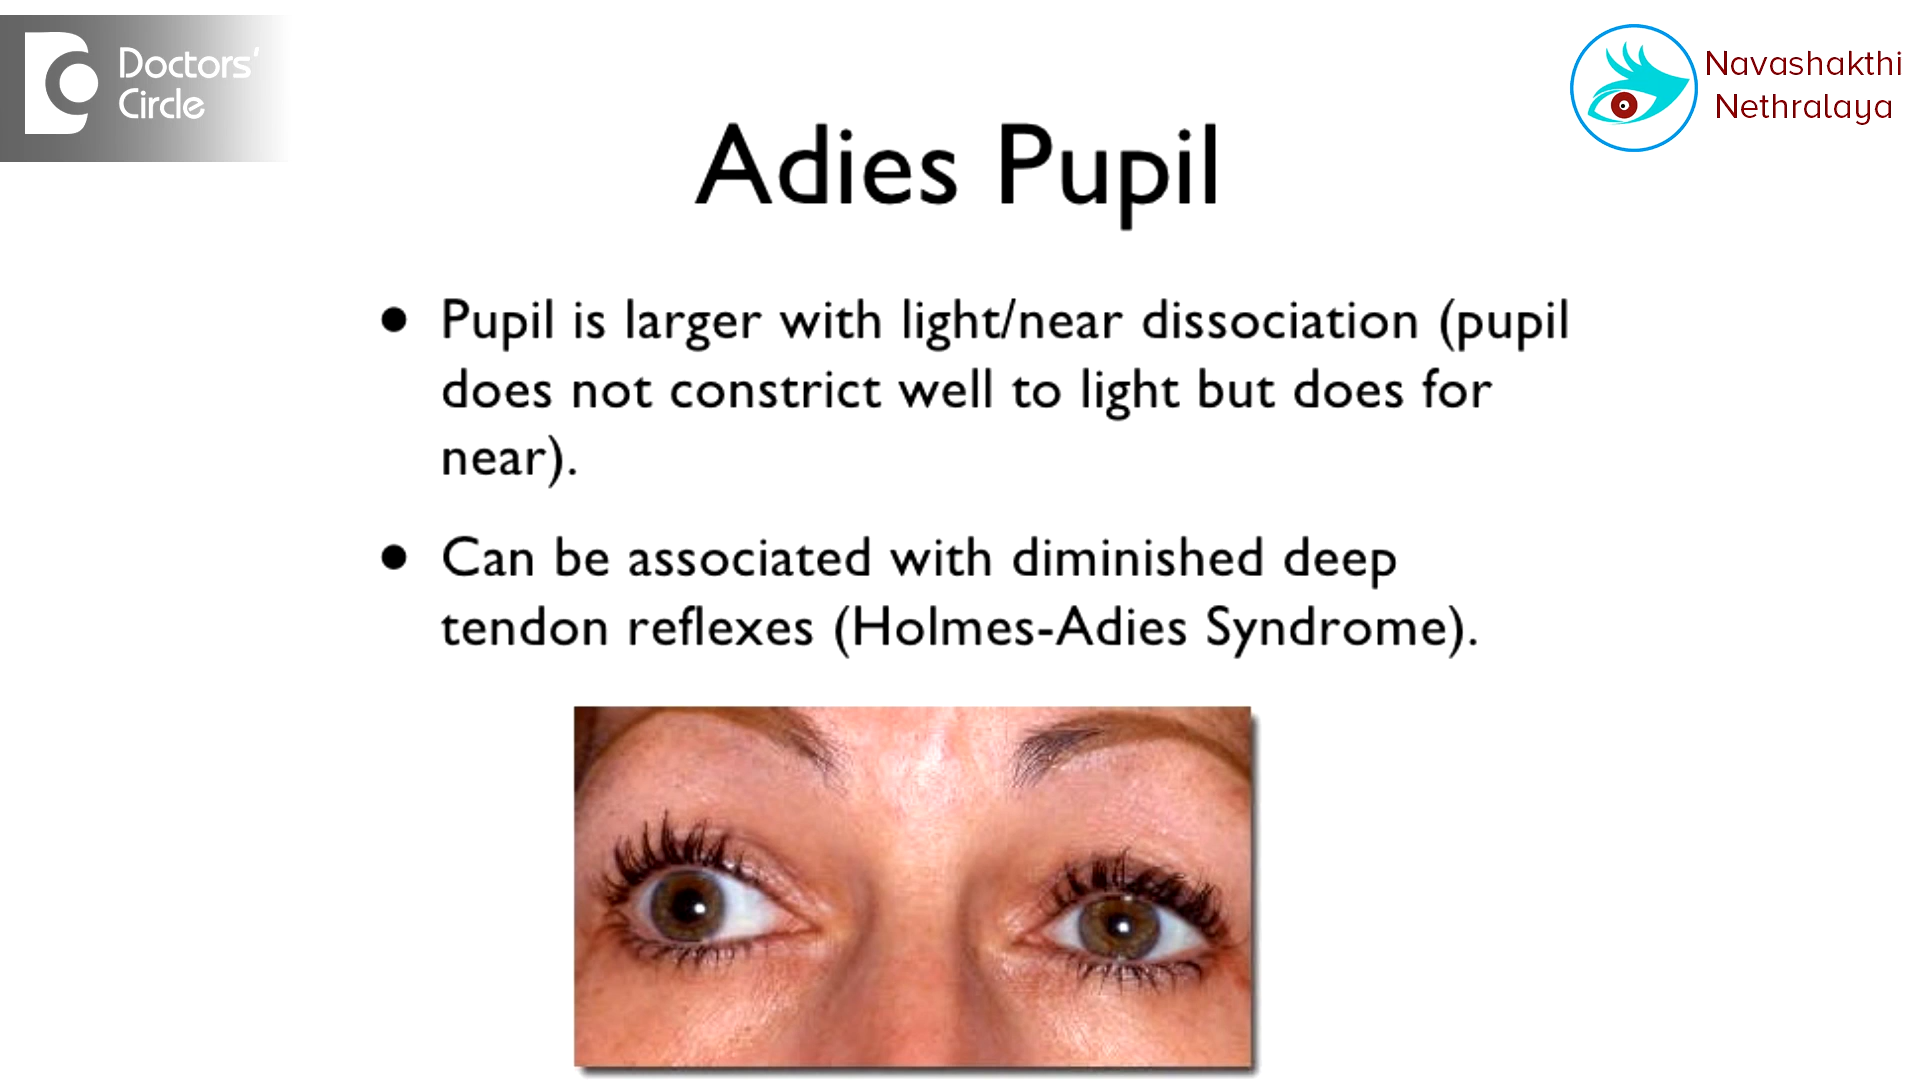 Doctors'
Circle
Navashakthi
Nethralaya
Adies Pupil
• Pupil is larger with light/near dissociation (pupil
does not constrict well to light but does for
near).
• Can be associated with diminished deep
tendon reflexes (Holmes-Adies Syndrome).